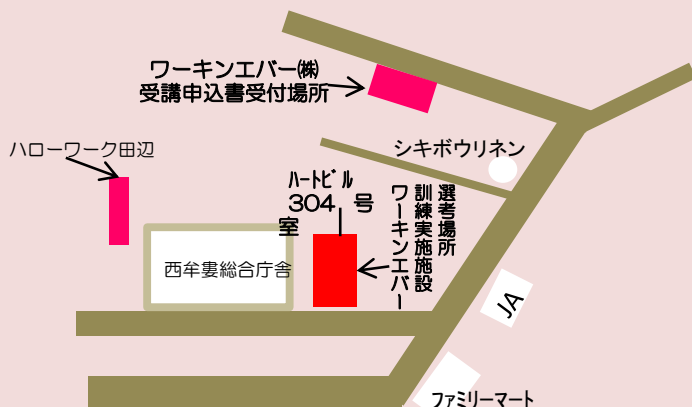 ワーキンエバー㈱
受講申込書受付場所
ハローワーク田辺
シキボウリネン
ハートビル
304 号
室
選考場所
訓練実施施設
ワーキンエバー
西牟婁総合庁舎
JA
ファミリーマート